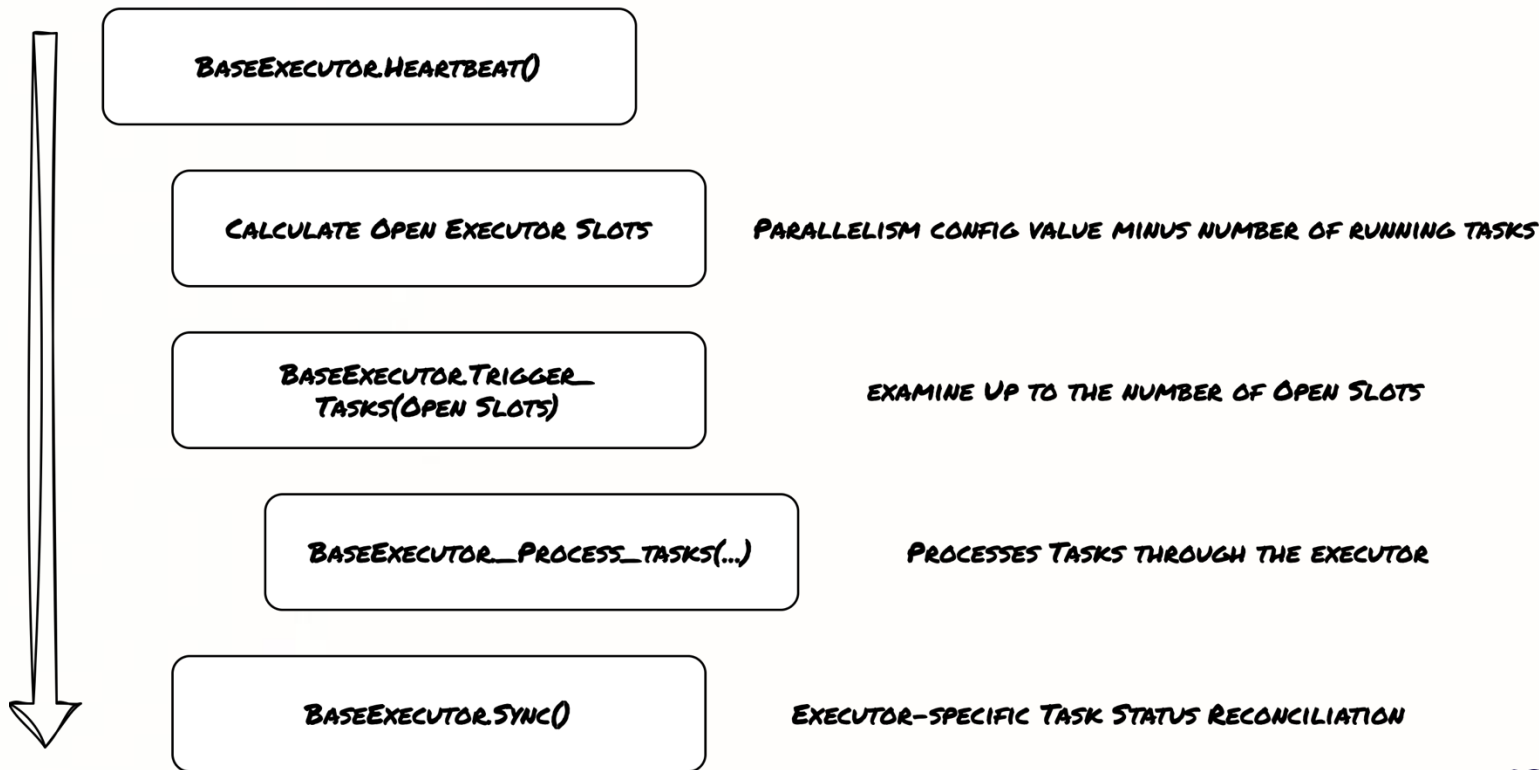 BaseExecutor.Heartbeat()
Calculate Open Executor Slots
Parallelism config value minus number of running tasks
BaseExecutor.Trigger_
Tasks(Open Slots)
examine Up to the number of Open Slots
BaseExecutor._Process_tasks(...)
Processes Tasks through the executor
BaseExecutor.Sync()
Executor-specific Task Status Reconciliation